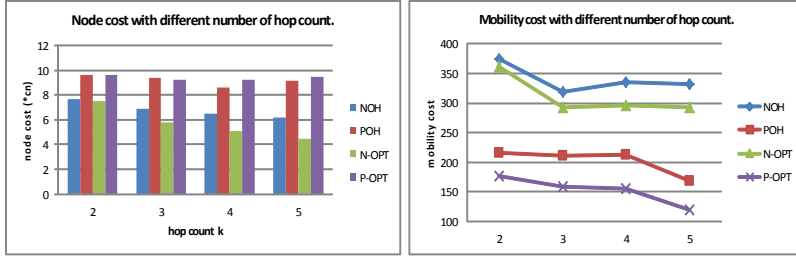 Node cost with different number of hop count.
12
10
8
6
4
2
0
node cost (*cn)
2 3 4 5
hop count k
NOH
POH
N-OPT
P-OPT
Mobility cost with different number of hop count.
400
350
300
250
200
150
100
mobility cost
2 3 4 5
NOH
POH
N-OPT
P-OPT